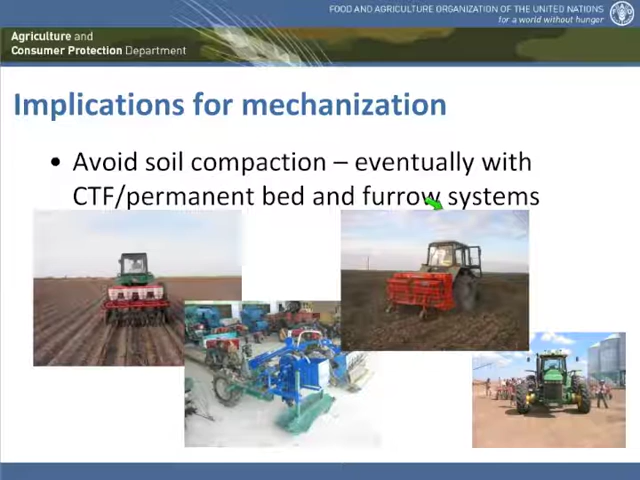 FOOD AND AGRICULTURE ORGANIZATION OF THE UNITED NATIONS
for a world without hunger
Agriculture and
Consumer Protection Department
Implications for mechanization
• Avoid soil compaction – eventually with
CTF/permanent bed and furrow systems